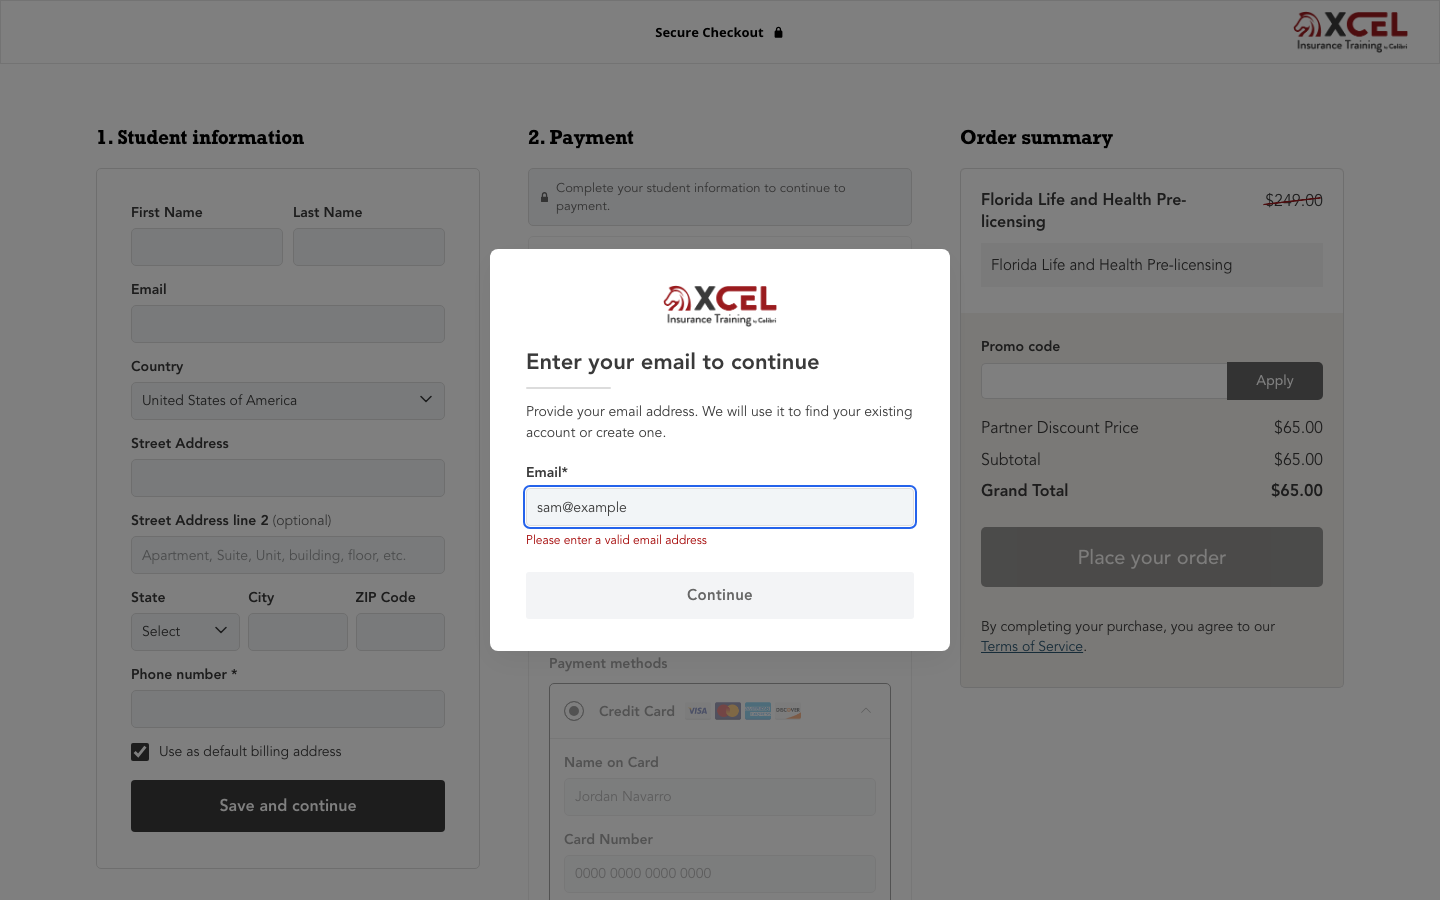 Secure Checkout
XCEL
Insurance Training by Calibri
1. Student information
First Name
Last Name
Email
Country
United States of America
Street Address
Street Address line 2 (optional)
Apartment, Suite, Unit, building, floor, etc.
State
City
ZIP Code
Select
Phone number *
Use as default billing address
Save and continue
2. Payment
Complete your student information to continue to
payment.
XCEL
Insurance Training by Calibri
Enter your email to continue
Provide your email address. We will use it to find your existing
account or create one.
Email*
sam@example
Please enter a valid email address
Continue
Payment methods
Credit Card
VISA
DISCOVER
Name on Card
Jordan Navarro
Card Number
0000 0000 0000 0000
Order summary
Florida Life and Health Pre-
licensing
$249.00
Florida Life and Health Pre-licensing
Promo code
Apply
Partner Discount Price
$65.00
Subtotal
$65.00
Grand Total
$65.00
Place your order
By completing your purchase, you agree to our
Terms of Service.